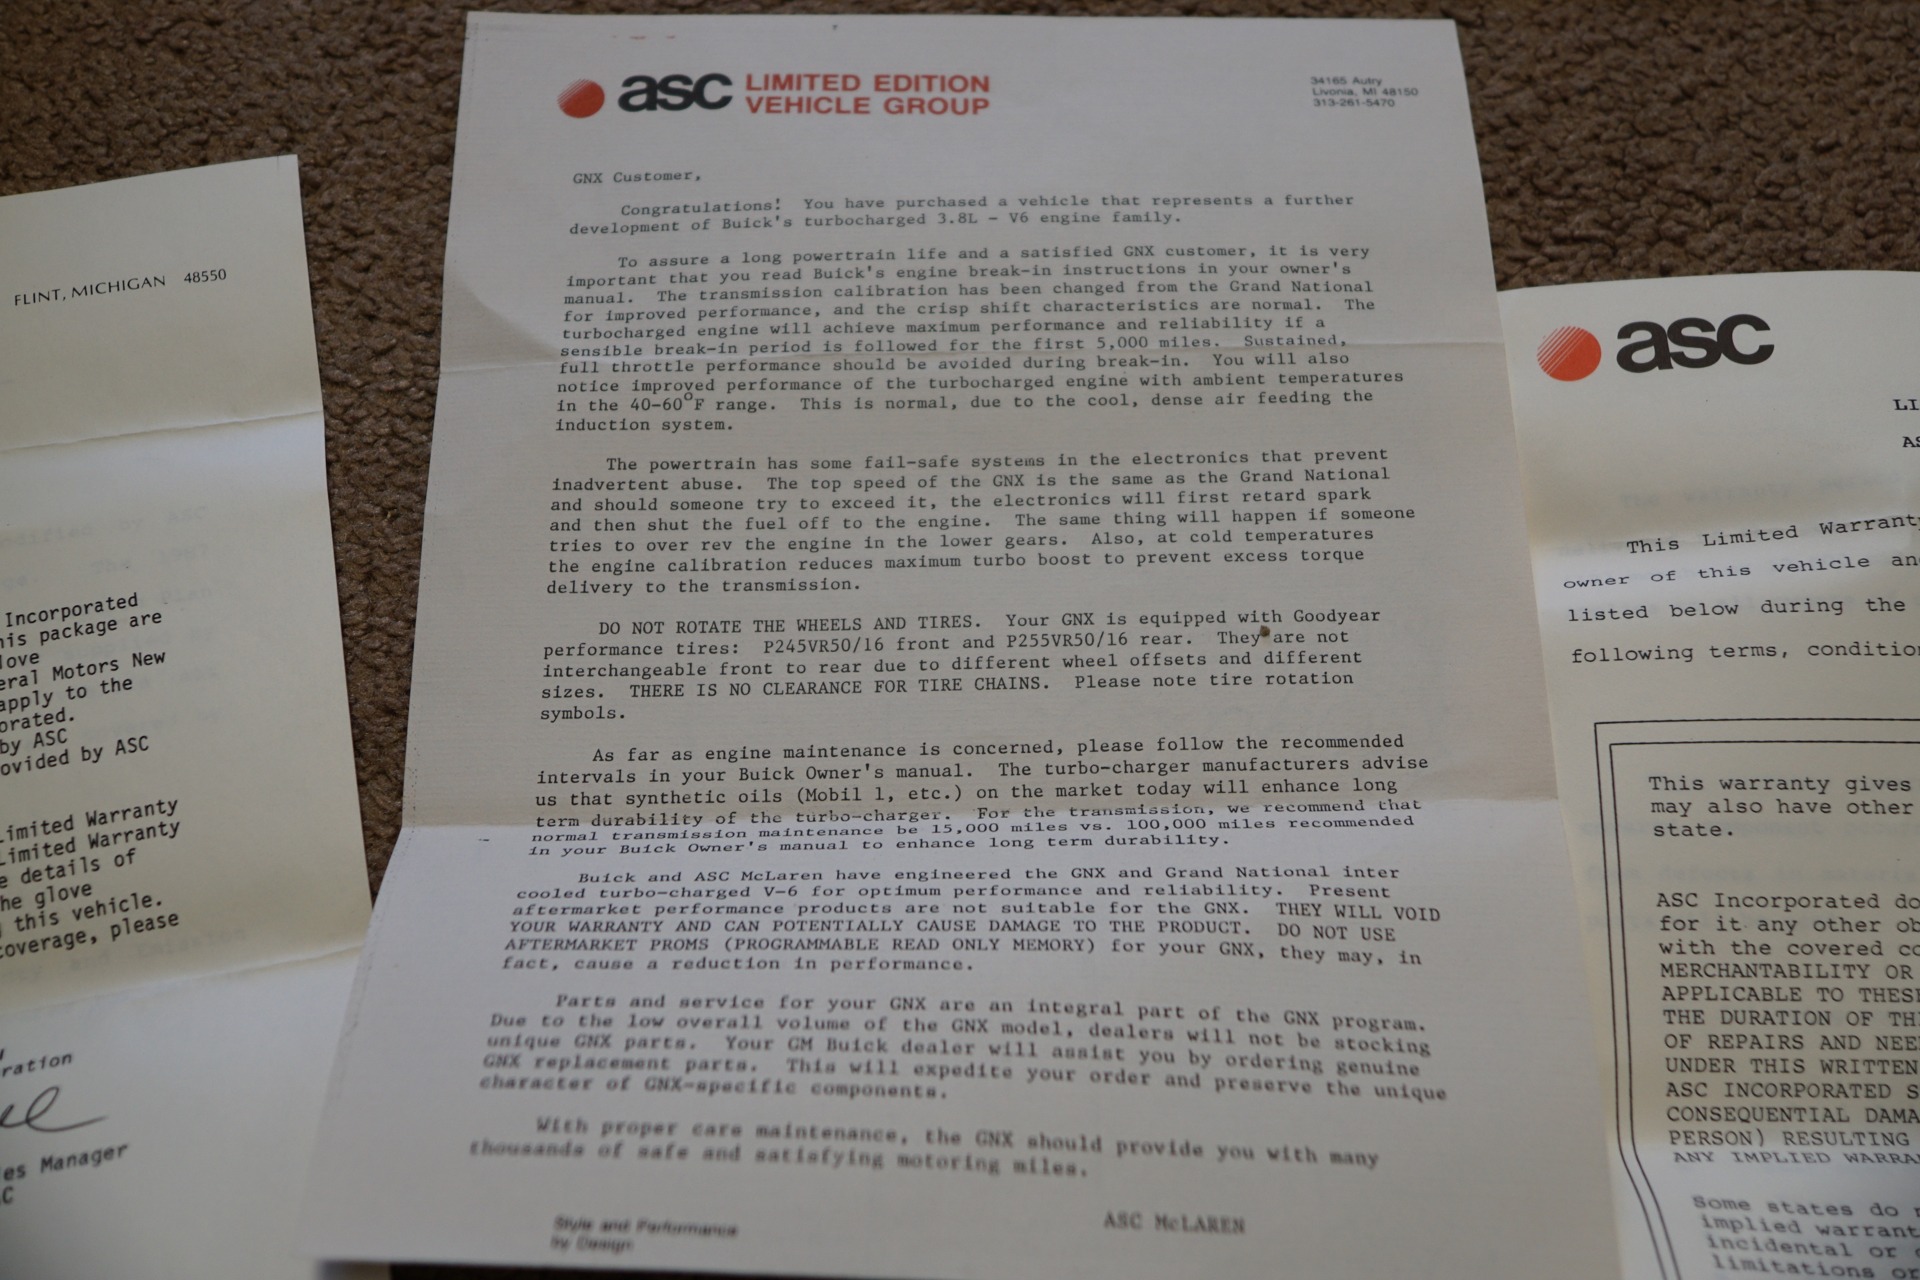 FLINT, MICHIGAN 48550
Incorporated
his package are
love
eral Motors New
apply to the
orated.
by ASC
ovided by ASC
Limited Warranty
Limited Warranty
e details of
he glove
this vehicle.
coverage, please
ration
es Manager
C
asc LIMITED EDITION
VEHICLE GROUP
34165 Autry
Livonia, MI 48150
313-261-5470
GNX Customer,
Congratulations! You have purchased a vehicle that represents a further
development of Buick's turbocharged 3.8L - V6 engine family.
To assure a long powertrain life and a satisfied GNX customer, it is very
important that you read Buick's engine break-in instructions in your owner's
manual. The transmission calibration has been changed from the Grand National
for improved performance, and the crisp shift characteristics are normal. The
turbocharged engine will achieve maximum performance and reliability if a
sensible break-in period is followed for the first 5,000 miles. Sustained,
full throttle performance should be avoided during break-in. You will also
notice improved performance of the turbocharged engine with ambient temperatures
in the 40-60°F range. This is normal, due to the cool, dense air feeding the
induction system.
The powertrain has some fail-safe systems in the electronics that prevent
inadvertent abuse. The top speed of the GNX is the same as the Grand National
and should someone try to exceed it, the electronics will first retard spark
and then shut the fuel off to the engine. The same thing will happen if someone
tries to over rev the engine in the lower gears. Also, at cold temperatures
the engine calibration reduces maximum turbo boost to prevent excess torque
delivery to the transmission.
DO NOT ROTATE THE WHEELS AND TIRES. Your GNX is equipped with Goodyear
performance tires: P245VR50/16 front and P255VR50/16 rear. They are not
interchangeable front to rear due to different wheel offsets and different
sizes. THERE IS NO CLEARANCE FOR TIRE CHAINS. Please note tire rotation
symbols.
As far as engine maintenance is concerned, please follow the recommended
intervals in your Buick Owner's manual. The turbo-charger manufacturers advise
us that synthetic oils (Mobil 1, etc.) on the market today will enhance long
term durability of the turbo-charger. For the transmission, we recommend that
normal transmission maintenance be 15,000 miles vs. 100,000 miles recommended
in your Buick Owner's manual to enhance long term durability.
Buick and ASC McLaren have engineered the GNX and Grand National inter
cooled turbo-charged V-6 for optimum performance and reliability. Present
aftermarket performance products are not suitable for the GNX. THEY WILL VOID
YOUR WARRANTY AND CAN POTENTIALLY CAUSE DAMAGE TO THE PRODUCT. DO NOT USE
AFTERMARKET PROMS (PROGRAMMABLE READ ONLY MEMORY) for your GNX, they may, in
fact, cause a reduction in performance.
Parts and service for your GNX are an integral part of the GNX program.
Due to the low overall volume of the GNX model, dealers will not be stocking
unique GNX parts. Your GM Buick dealer will assist you by ordering genuine
GNX replacement parts. This will expedite your order and preserve the unique
character of GNX-specific components.
With proper care maintenance, the GNX should provide you with many
thousands of safe and satisfying motoring miles.
Style and Performance
by Design
ASC McLAREN
asc
LI
AS
This Limited Warranty
owner of this vehicle an
listed below during the
following terms, condition
This warranty gives
may also have other
state.
ASC Incorporated do
for it any other ob
with the covered co
MERCHANTABILITY OR
APPLICABLE TO THESE
THE DURATION OF TH
OF REPAIRS AND NEE
UNDER THIS WRITTEN
ASC INCORPORATED S
CONSEQUENTIAL DAMA
PERSON) RESULTING
ANY IMPLIED WARRA
Some states do
implied warrant
incidental or
limitations or